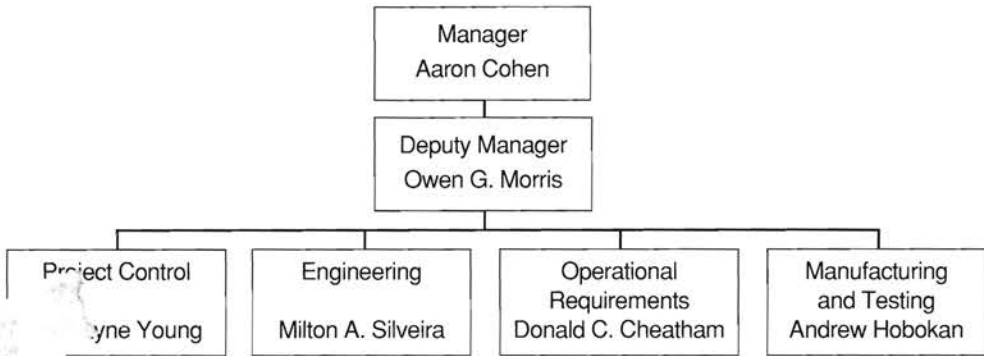 Manager
Aaron Cohen
Deputy Manager
Owen G. Morris
Project Control
Young
Engineering
Milton A. Silveira
Operational
Requirements
Donald C. Cheatham
Manufacturing
and Testing
Andrew Hobokan